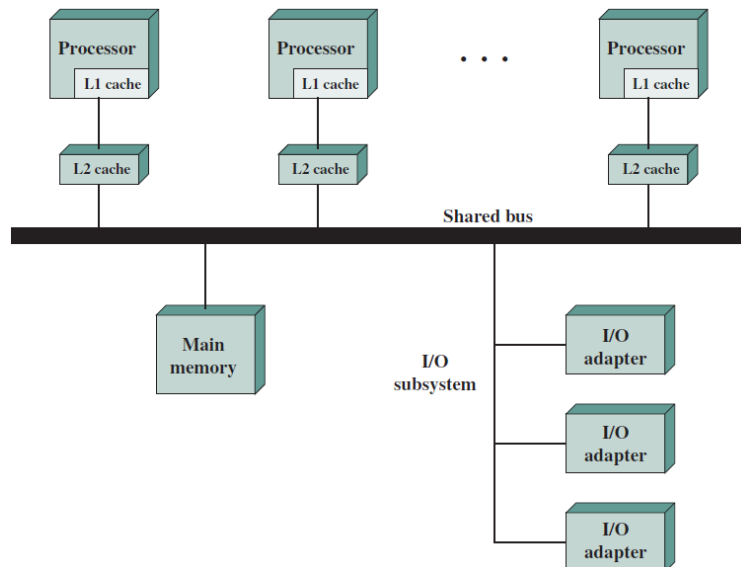 Processor
L1 cache
Processor
L1 cache
. . .
Processor
L1 cache
L2 cache
L2 cache
L2 cache
Shared bus
Main
memory
I/O
subsystem
I/O
adapter
I/O
adapter
I/O
adapter